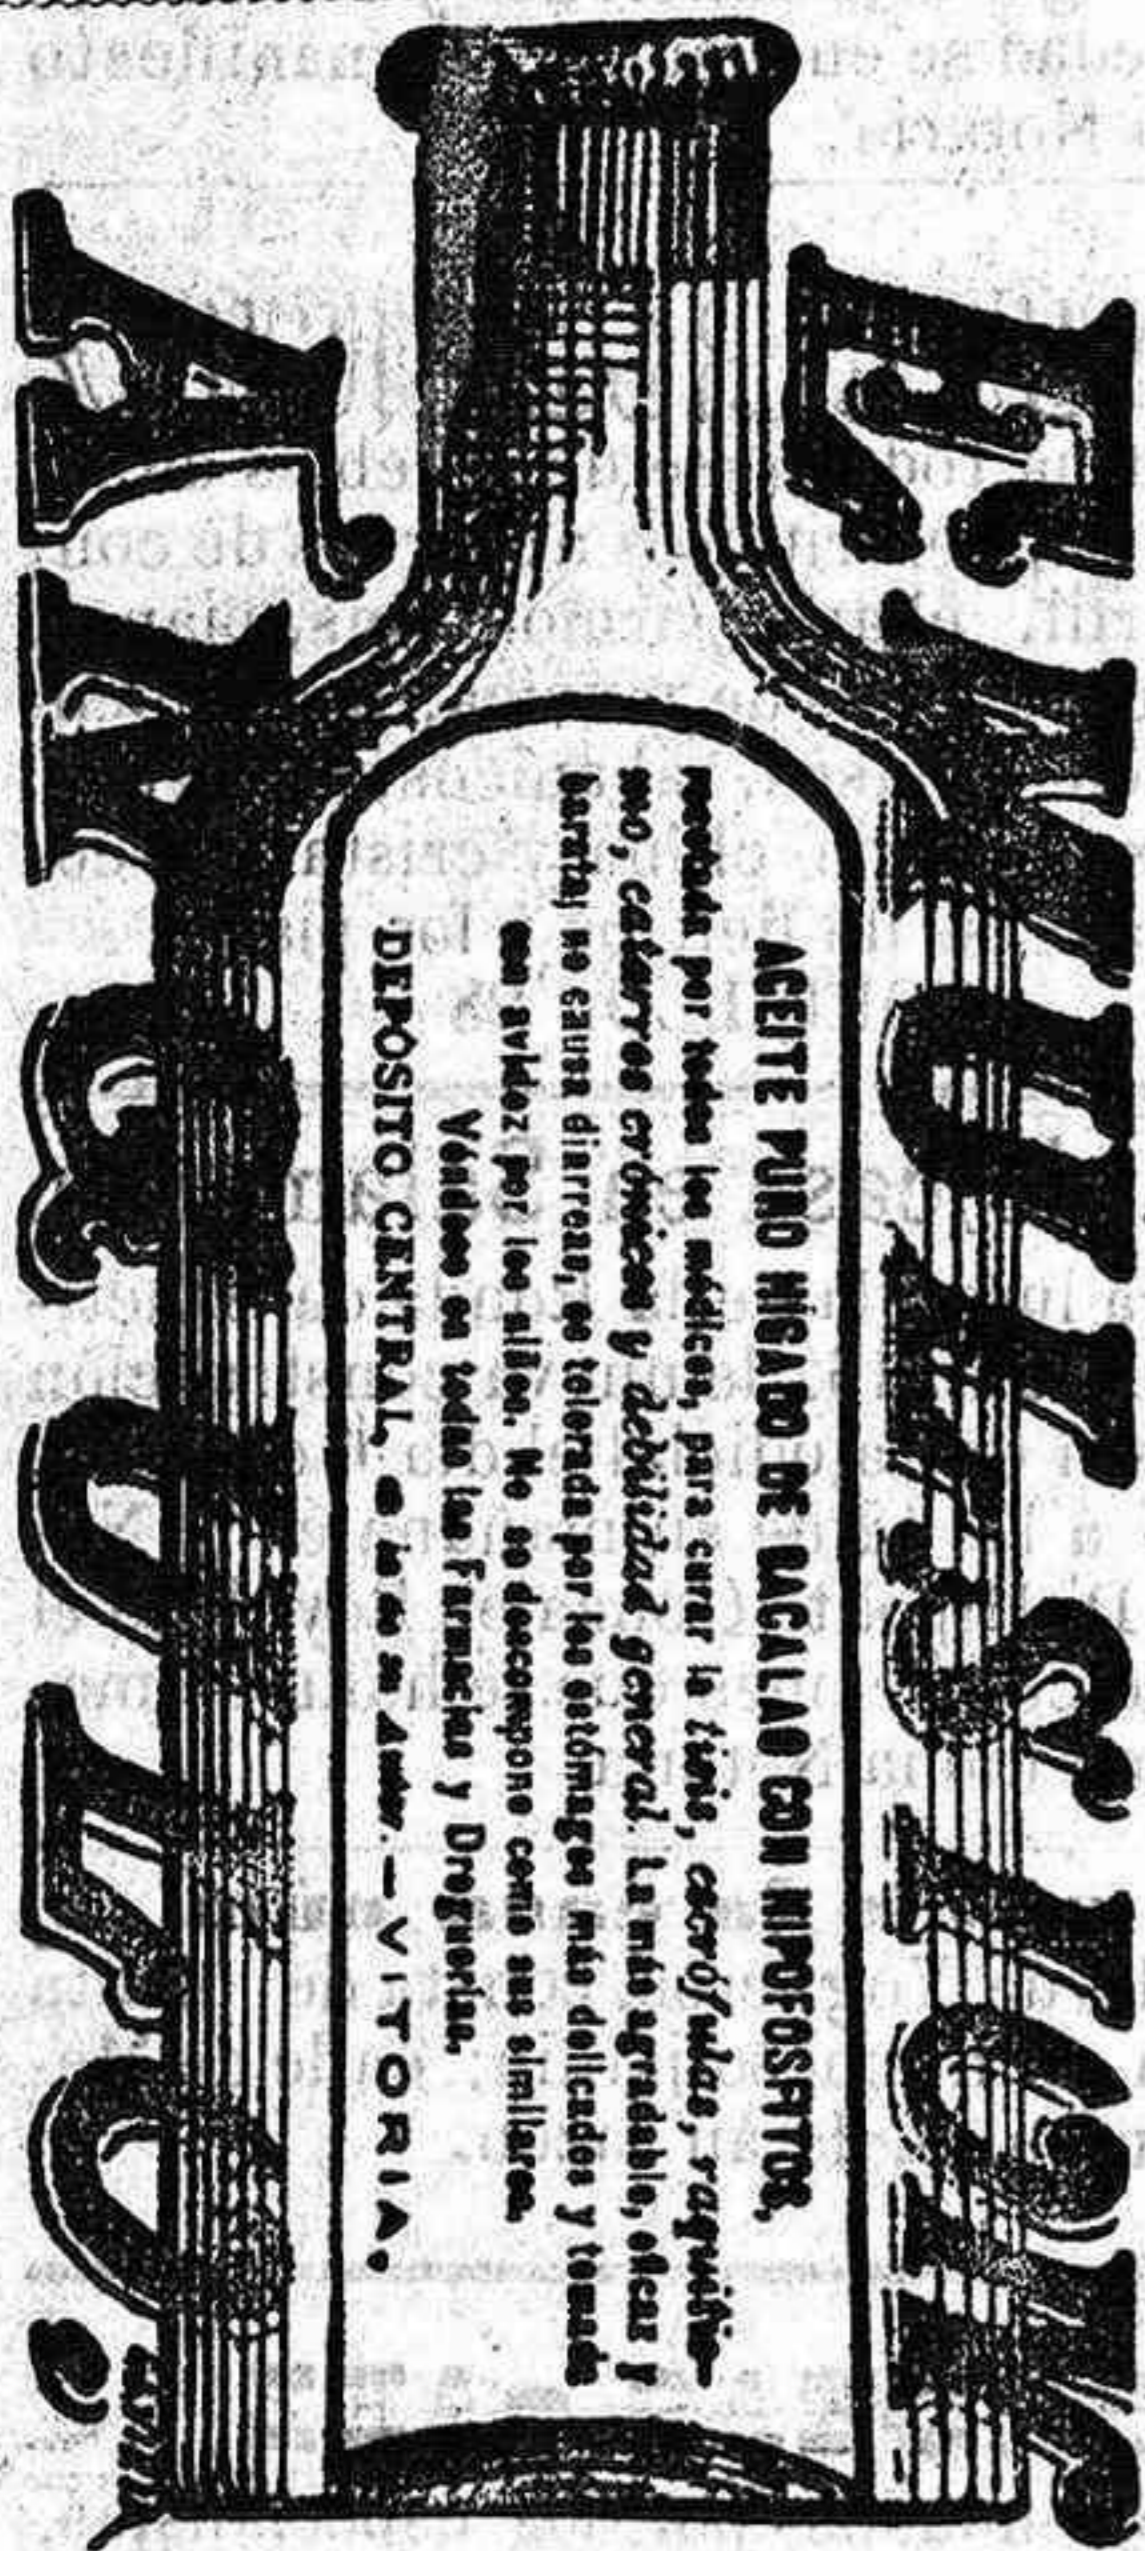 EMULSION
ACEITE PURO HÍGADO DE BACALAO CON HIPOFOSFITOS,
recetada por todos los médicos, para curar la tisis, escrófulas, raquitis-
mo, catarros crónicos y debilidad general. La más agradable, eficaz y
barata; no causa diarreas, es tolerada por los estómagos más delicados y tomada
con avidez por los niños. No se descompone como sus similares.
Véndese en todas las Farmacias y Droguerías.
DEPÓSITO CENTRAL, VITORIA.